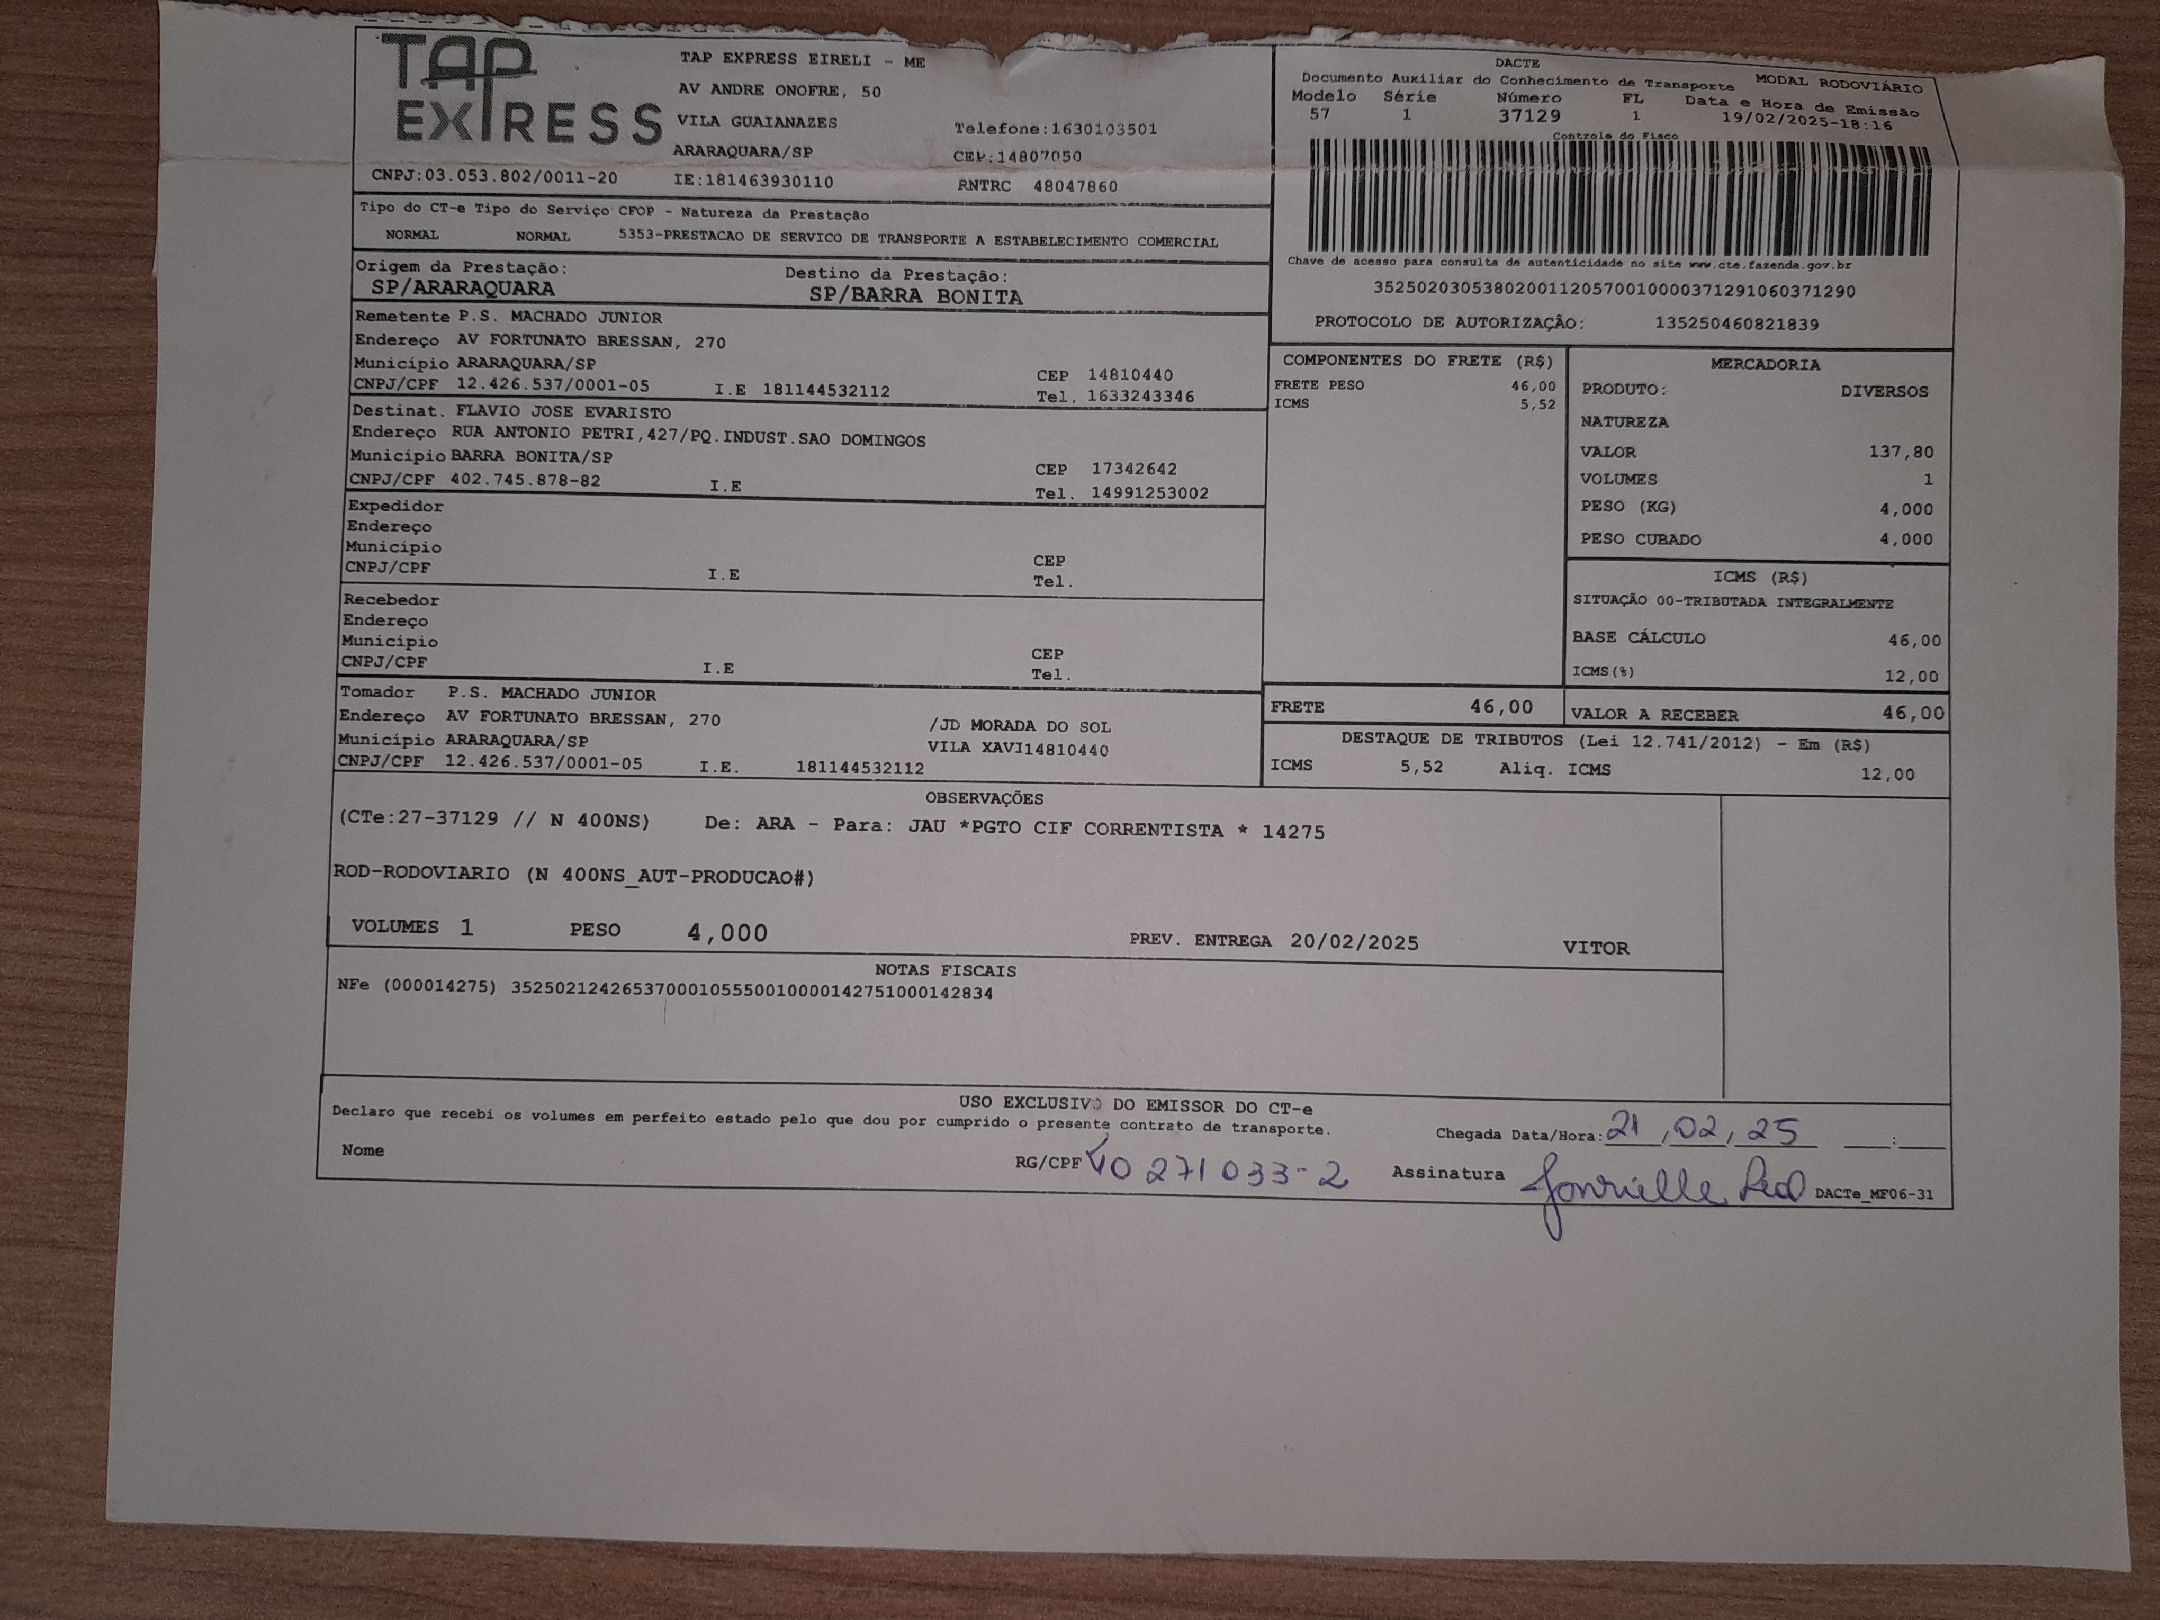 TAP EXPRESS
TAP EXPRESS EIRELI - ME
AV ANDRE ONOFRE, 50
VILA GUAIANAZES Telefone:1630103501
ARARAQUARA/SP CEP:14807050
CNPJ:03.053.802/0011-20 IE:181463930110 RNTRC 48047860
DACTE
Documento Auxiliar do Conhecimento de Transporte MODAL RODOVIÁRIO
Modelo Série Número FL Data e Hora de Emissão
57 1 37129 1 19/02/2025-18:16
Controle do Fisco
Chave de acesso para consulta de autenticidade no site www.cte.fazenda.gov.br
35250203053802001120570010000371291060371290
PROTOCOLO DE AUTORIZAÇÃO: 135250460821839
Tipo do CT-e Tipo do Serviço CFOP - Natureza da Prestação
NORMAL NORMAL 5353-PRESTACAO DE SERVICO DE TRANSPORTE A ESTABELECIMENTO COMERCIAL
Origem da Prestação: Destino da Prestação:
SP/ARARAQUARA SP/BARRA BONITA
Remetente P.S. MACHADO JUNIOR
Endereço AV FORTUNATO BRESSAN, 270
Município ARARAQUARA/SP CEP 14810440
CNPJ/CPF 12.426.537/0001-05 I.E 181144532112 Tel. 1633243346
Destinat. FLAVIO JOSE EVARISTO
Endereço RUA ANTONIO PETRI,427/PQ.INDUST.SAO DOMINGOS
Município BARRA BONITA/SP CEP 17342642
CNPJ/CPF 402.745.878-82 I.E Tel. 14991253002
Expedidor
Endereço
Município CEP
CNPJ/CPF I.E Tel.
Recebedor
Endereço
Município CEP
CNPJ/CPF I.E Tel.
Tomador P.S. MACHADO JUNIOR
Endereço AV FORTUNATO BRESSAN, 270 /JD MORADA DO SOL
Município ARARAQUARA/SP VILA XAVI14810440
CNPJ/CPF 12.426.537/0001-05 I.E. 181144532112
COMPONENTES DO FRETE (R$)
FRETE PESO 46,00
ICMS 5,52
MERCADORIA
PRODUTO: DIVERSOS
NATUREZA
VALOR 137,80
VOLUMES 1
PESO (KG) 4,000
PESO CUBADO 4,000
ICMS (R$)
SITUAÇÃO 00-TRIBUTADA INTEGRALMENTE
BASE CÁLCULO 46,00
ICMS(%) 12,00
FRETE 46,00 VALOR A RECEBER 46,00
DESTAQUE DE TRIBUTOS (Lei 12.741/2012) - Em (R$)
ICMS 5,52 Aliq. ICMS 12,00
OBSERVAÇÕES
(CTe:27-37129 // N 400NS) De: ARA - Para: JAU *PGTO CIF CORRENTISTA * 14275
ROD-RODOVIARIO (N 400NS_AUT-PRODUCAO#)
VOLUMES 1 PESO 4,000 PREV. ENTREGA 20/02/2025 VITOR
NOTAS FISCAIS
NFe (000014275) 35250212426537000105550010000142751000142834
USO EXCLUSIVO DO EMISSOR DO CT-e
Declaro que recebi os volumes em perfeito estado pelo que dou por cumprido o presente contrato de transporte.
Chegada Data/Hora: 21,02,25 :
Nome RG/CPF 40 271 033-2 Assinatura DACTe_MF06-31